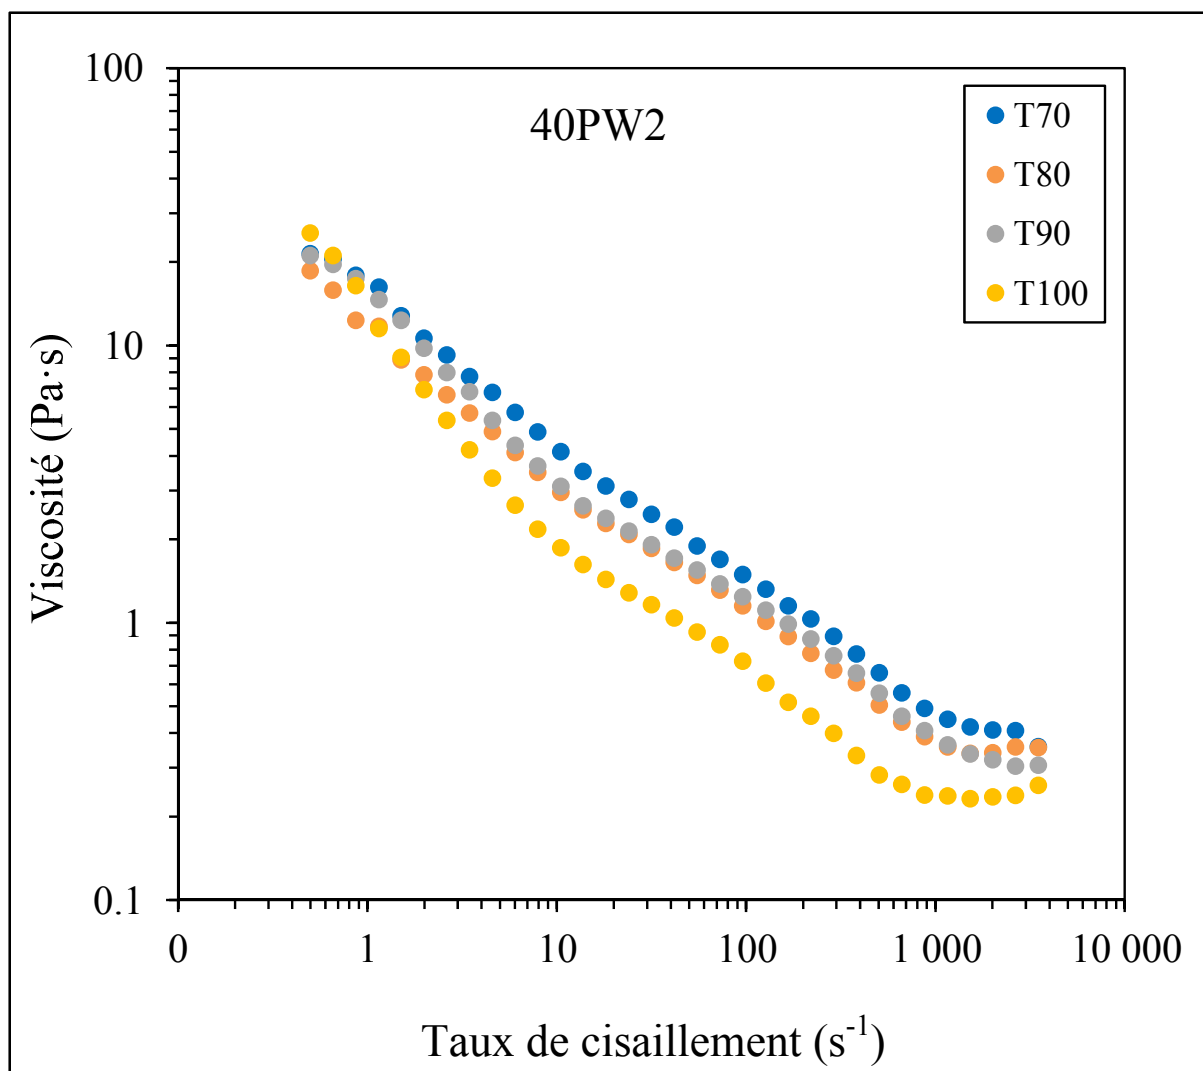 100
40PW2
T70
T80
T90
T100
10
1
0.1
Viscosité (Pa·s)
0
1
10
100
1 000
10 000
Taux de cisaillement (s⁻¹)